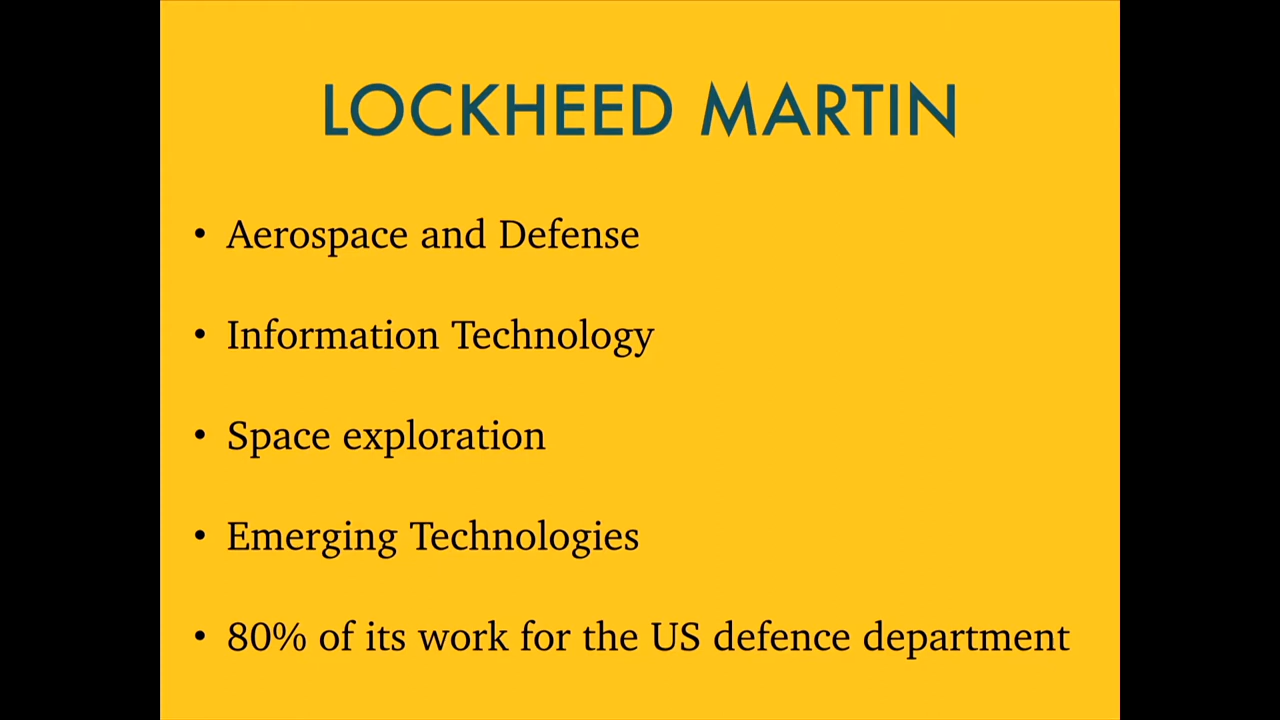 LOCKHEED MARTIN
• Aerospace and Defense
• Information Technology
• Space exploration
• Emerging Technologies
• 80% of its work for the US defence department